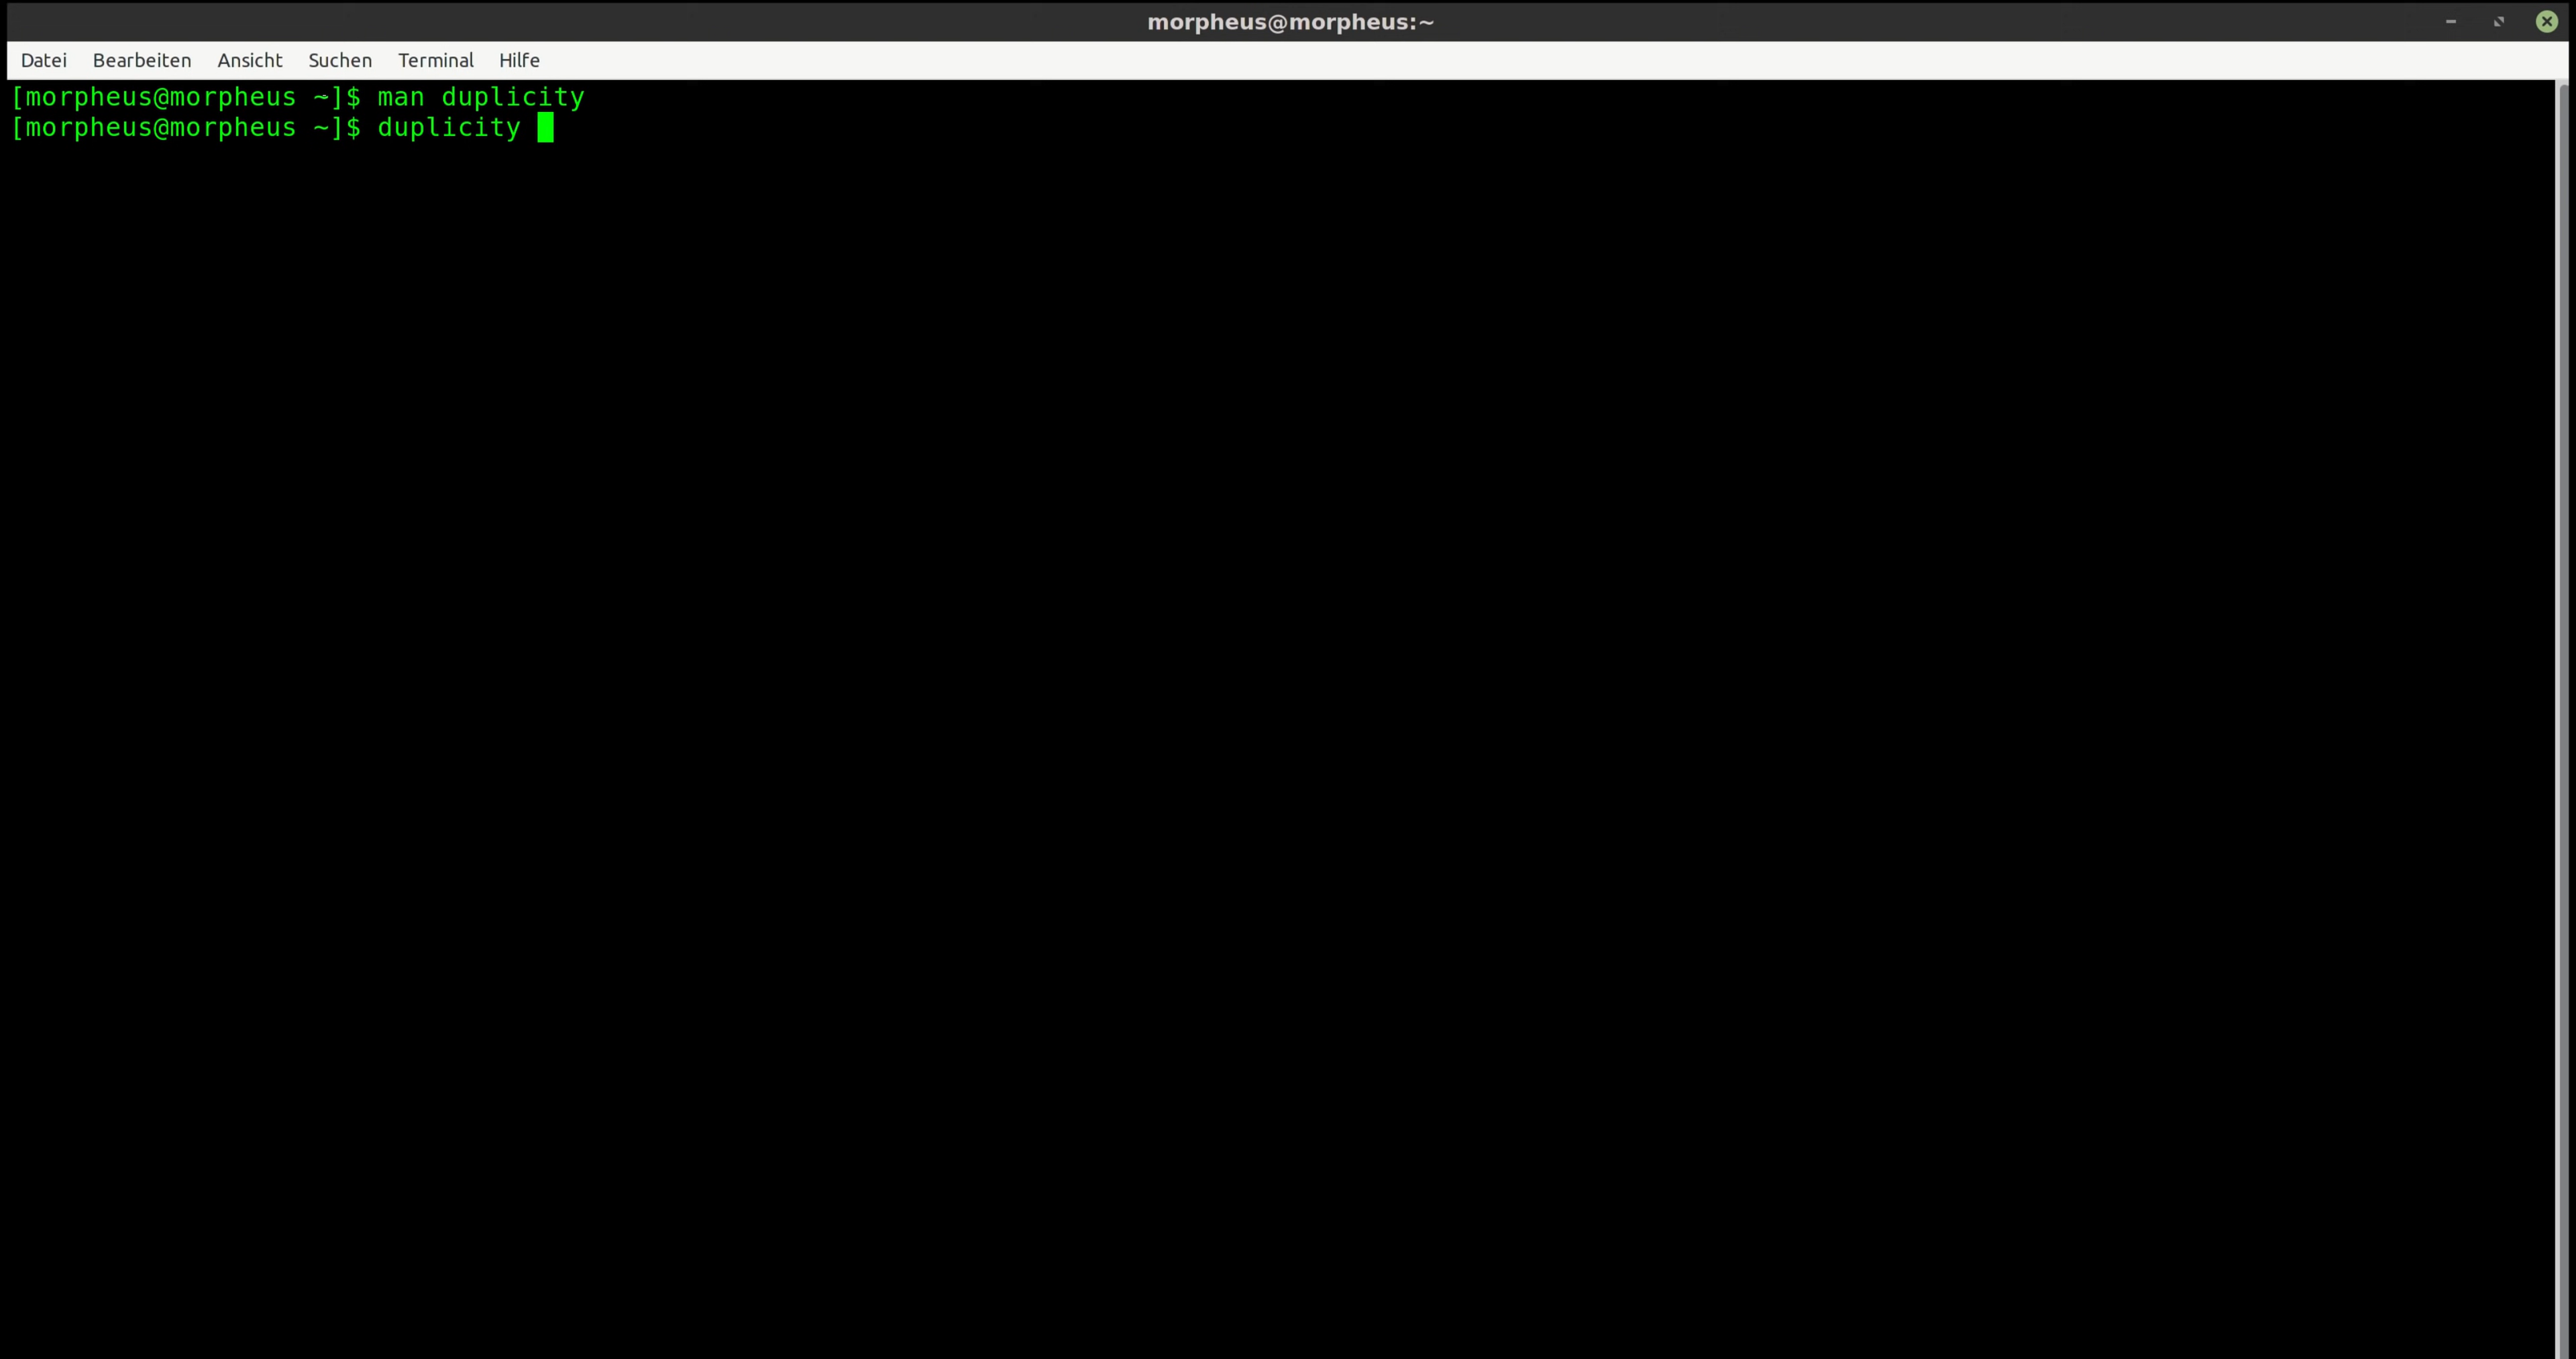 morpheus@morpheus:~
Datei Bearbeiten Ansicht Suchen Terminal Hilfe
[morpheus@morpheus ~]$ man duplicity
[morpheus@morpheus ~]$ duplicity